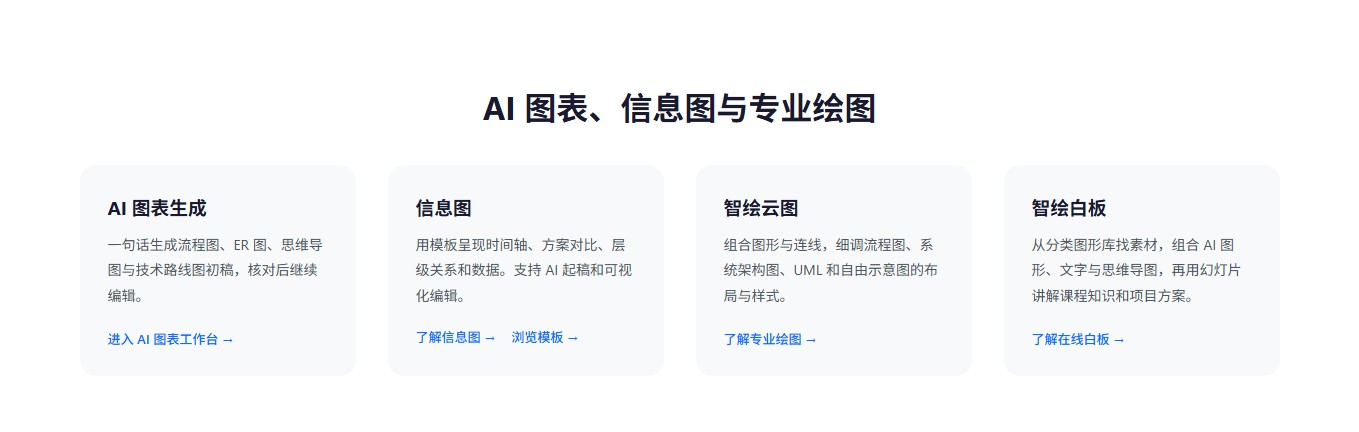 AI 图表、信息图与专业绘图
AI 图表生成
一句话生成流程图、ER 图、思维导
图与技术路线图初稿，核对后继续
编辑。
进入 AI 图表工作台 →
信息图
用模板呈现时间轴、方案对比、层
级关系和数据。支持 AI 起稿和可视
化编辑。
了解信息图 → 浏览模板 →
智绘云图
组合图形与连线，细调流程图、系
统架构图、UML 和自由示意图的布
局与样式。
了解专业绘图 →
智绘白板
从分类图形库找素材，组合 AI 图
形、文字与思维导图，再用幻灯片
讲解课程知识和项目方案。
了解在线白板 →